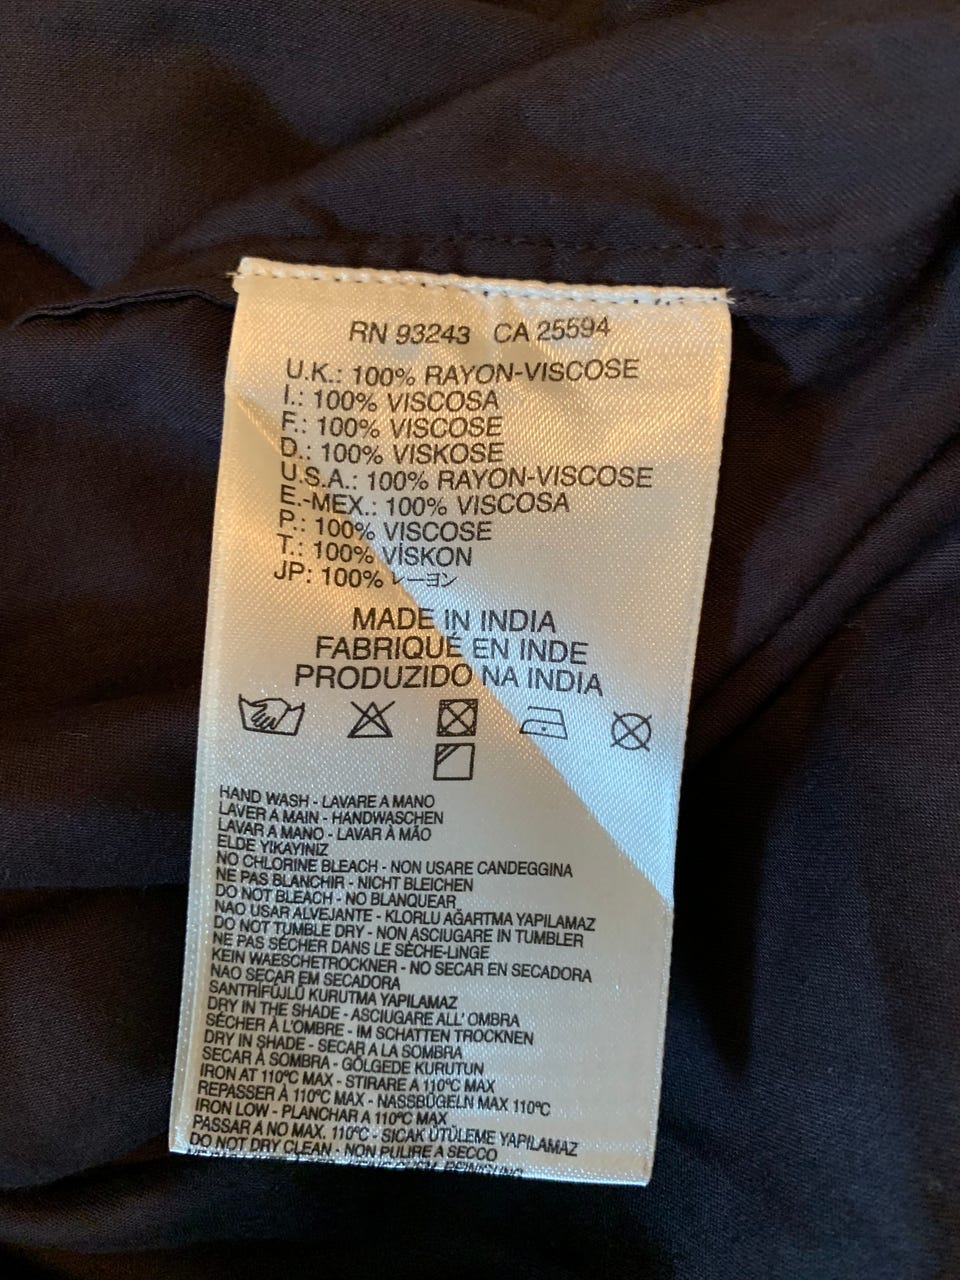 RN 93243 CA 25594
U.K.: 100% RAYON-VISCOSE
I.: 100% VISCOSA
F.: 100% VISCOSE
D.: 100% VISKOSE
U.S.A.: 100% RAYON-VISCOSE
E.-MEX.: 100% VISCOSA
P.: 100% VISCOSE
T.: 100% VİSKON
JP: 100% レーヨン
MADE IN INDIA
FABRIQUÉ EN INDE
PRODUZIDO NA INDIA
HAND WASH - LAVARE A MANO
LAVER A MAIN - HANDWASCHEN
LAVAR A MANO - LAVAR À MÃO
ELDE YIKAYINIZ
NO CHLORINE BLEACH - NON USARE CANDEGGINA
NE PAS BLANCHIR - NICHT BLEICHEN
DO NOT BLEACH - NO BLANQUEAR
NAO USAR ALVEJANTE - KLORLU AĞARTMA YAPILAMAZ
DO NOT TUMBLE DRY - NON ASCIUGARE IN TUMBLER
NE PAS SÉCHER DANS LE SÈCHE-LINGE
KEIN WAESCHETROCKNER - NO SECAR EN SECADORA
NAO SECAR EM SECADORA
SANTRİFÜJLÜ KURUTMA YAPILAMAZ
DRY IN THE SHADE - ASCIUGARE ALL' OMBRA
SÉCHER À L'OMBRE - IM SCHATTEN TROCKNEN
DRY IN SHADE - SECAR A LA SOMBRA
SECAR À SOMBRA - GÖLGEDE KURUTUN
IRON AT 110°C MAX - STIRARE A 110°C MAX
REPASSER À 110°C MAX - NASSBÜGELN MAX 110°C
IRON LOW - PLANCHAR A 110°C MAX
PASSAR A NO MAX. 110°C - SICAK ÜTÜLEME YAPILAMAZ
DO NOT DRY CLEAN - NON PULIRE A SECCO